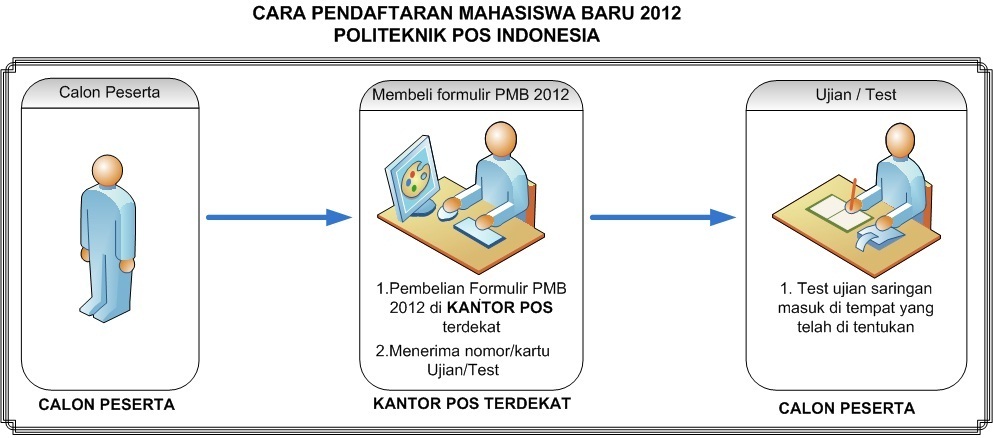 CARA PENDAFTARAN MAHASISWA BARU 2012
POLITEKNIK POS INDONESIA
Calon Peserta
CALON PESERTA
Membeli formulir PMB 2012
1.Pembelian Formulir PMB
2012 di KANTOR POS
terdekat
2.Menerima nomor/kartu
Ujian/Test
KANTOR POS TERDEKAT
Ujian / Test
1. Test ujian saringan
masuk di tempat yang
telah di tentukan
CALON PESERTA